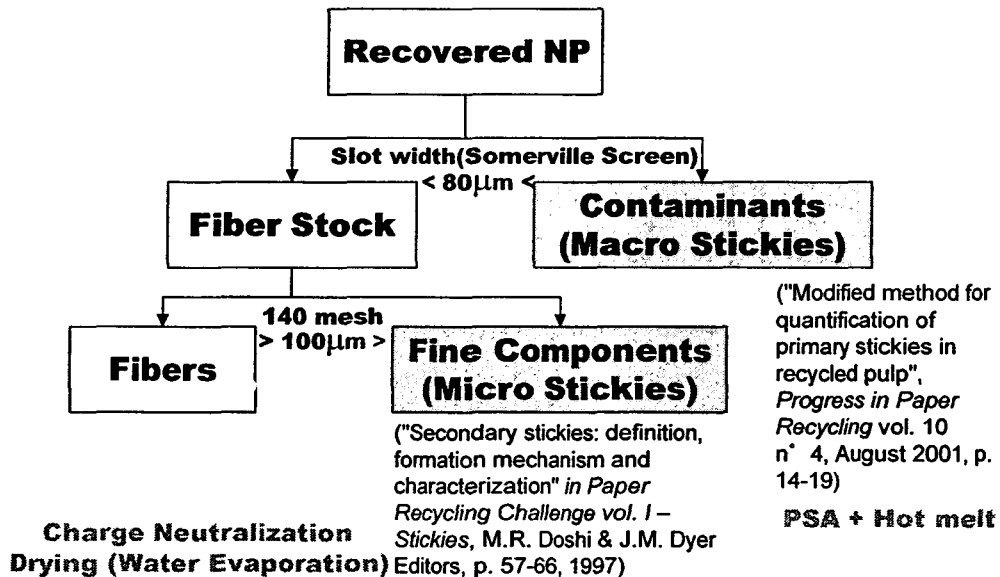 Recovered NP
Slot width(Somerville Screen)
< 80μm <
Fiber Stock
Contaminants
(Macro Stickies)
140 mesh
> 100μm >
Fibers
Fine Components
(Micro Stickies)
("Modified method for
quantification of
primary stickies in
recycled pulp",
Progress in Paper
Recycling vol. 10
n° 4, August 2001, p.
14-19)
PSA + Hot melt
("Secondary stickies: definition,
formation mechanism and
characterization" in Paper
Recycling Challenge vol. I –
Stickies, M.R. Doshi & J.M. Dyer
Editors, p. 57-66, 1997)
Charge Neutralization
Drying (Water Evaporation)